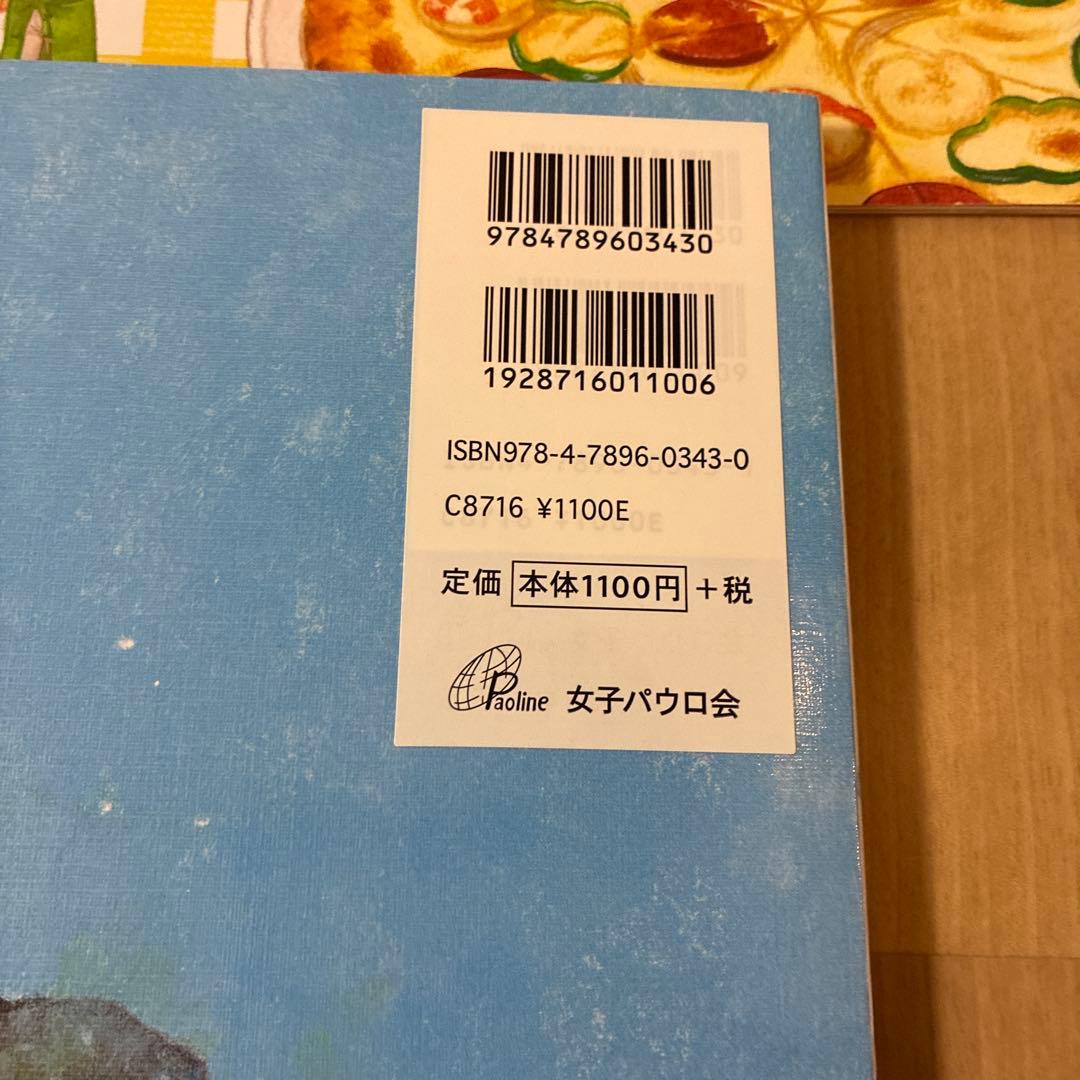 9784789603430
1928716011006
ISBN978-4-7896-0343-0
C8716 ¥1100E
定価 本体1100円 +税
Paoline 女子パウロ会